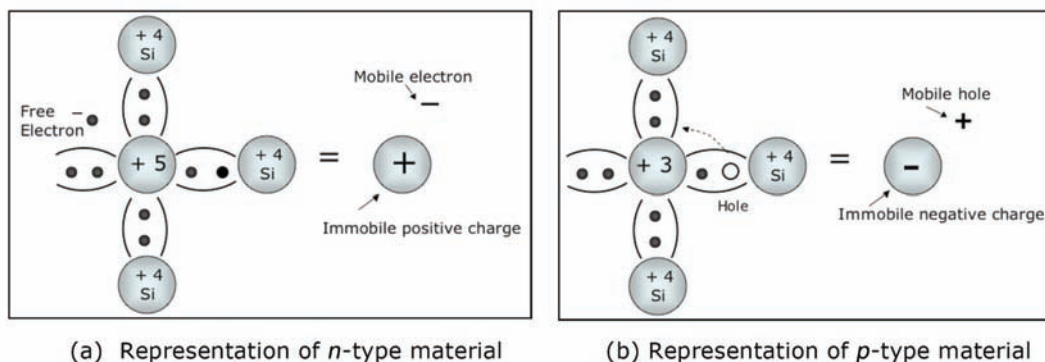 + 4
Si
Free
Electron
−
+ 5
+ 4
Si
+ 4
Si
=
Mobile electron
−
+
Immobile positive charge
(a) Representation of n-type material
+ 4
Si
+ 3
Hole
+ 4
Si
+ 4
Si
=
Mobile hole
+
-
Immobile negative charge
(b) Representation of p-type material